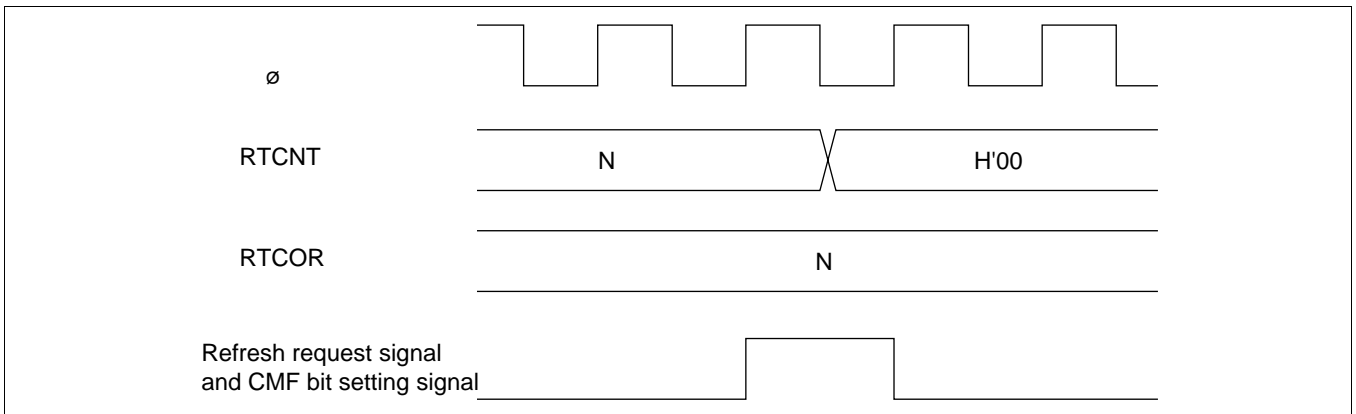 ø
RTCNT
N
H'00
RTCOR
N
Refresh request signal
and CMF bit setting signal